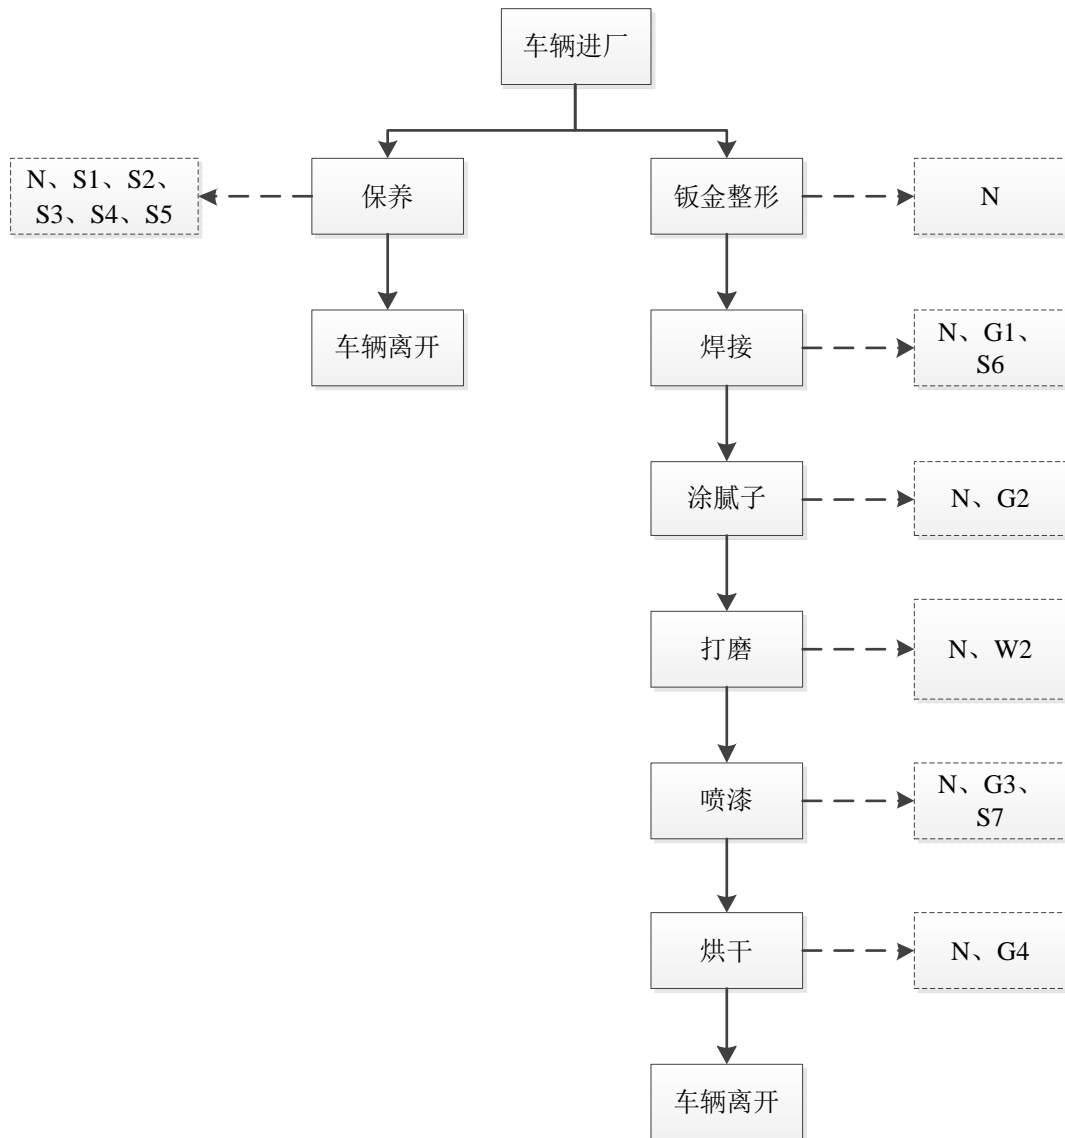 车辆进厂
N、S1、S2、
S3、S4、S5
保养
钣金整形
N
车辆离开
焊接
N、G1、
S6
涂腻子
N、G2
打磨
N、W2
喷漆
N、G3、
S7
烘干
N、G4
车辆离开